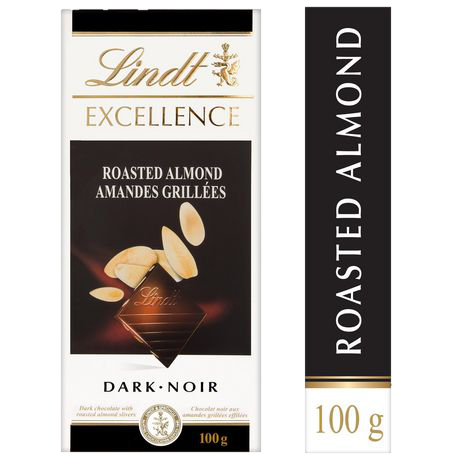 Lindt
EXCELLENCE
ROASTED ALMOND
AMANDES GRILLÉES
Lindt
DARK·NOIR
Dark chocolate with
roasted almond slivers
Chocolat noir aux
amandes grillées effilées
100 g
ROASTED ALMOND
100 g